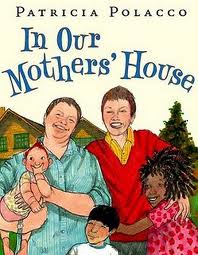 PATRICIA POLACCO
In Our
Mothers' House